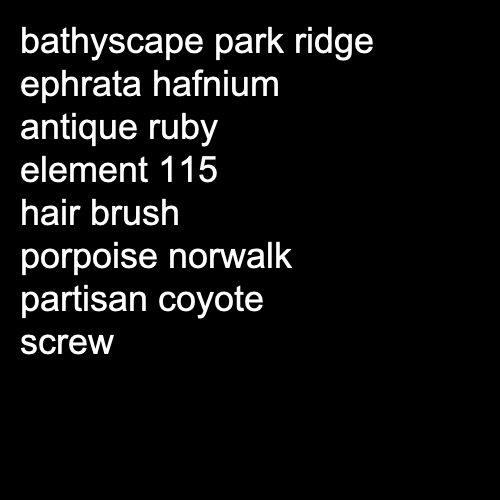 bathyscape park ridge
ephrata hafnium
antique ruby
element 115
hair brush
porpoise norwalk
partisan coyote
screw